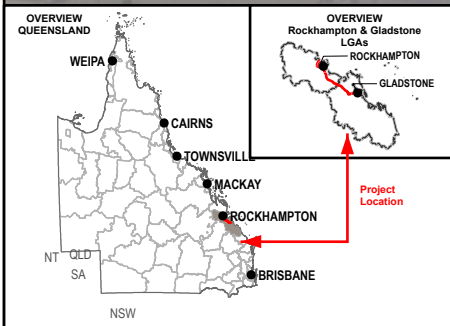 OVERVIEW
QUEENSLAND
WEIPA
CAIRNS
TOWNSVILLE
MACKAY
ROCKHAMPTON
BRISBANE
NT
QLD
SA
NSW
OVERVIEW
Rockhampton & Gladstone
LGAs
ROCKHAMPTON
GLADSTONE
Project
Location